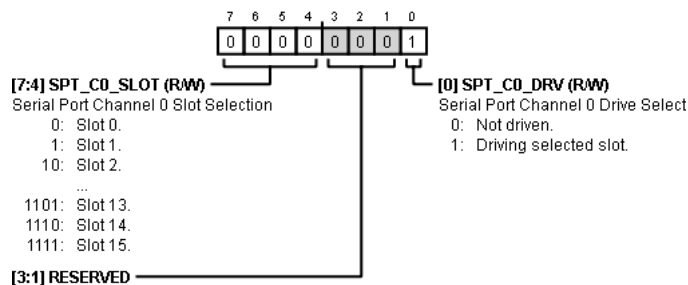 7 6 5 4 3 2 1 0
0 0 0 0 0 0 0 1
[7:4] SPT_C0_SLOT (R/W)
Serial Port Channel 0 Slot Selection
0: Slot 0.
1: Slot 1.
10: Slot 2.
...
1101: Slot 13.
1110: Slot 14.
1111: Slot 15.
[3:1] RESERVED
[0] SPT_C0_DRV (R/W)
Serial Port Channel 0 Drive Select
0: Not driven.
1: Driving selected slot.